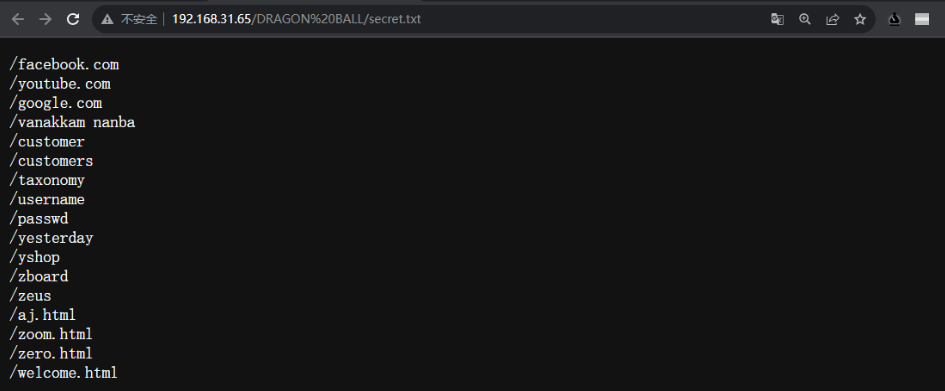 不安全 192.168.31.65/DRAGON%20BALL/secret.txt
/facebook.com
/youtube.com
/google.com
/vanakkam nanba
/customer
/customers
/taxonomy
/username
/passwd
/yesterday
/yshop
/zboard
/zeus
/aj.html
/zoom.html
/zero.html
/welcome.html